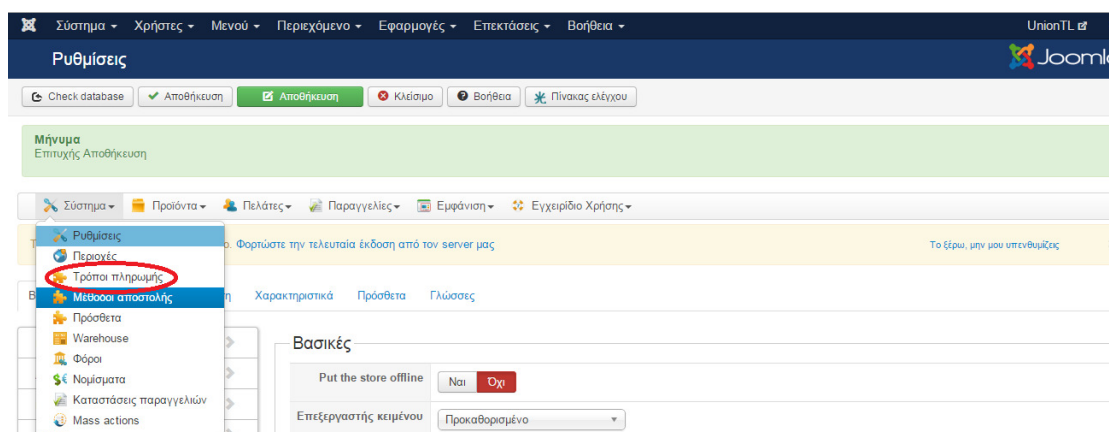 Σύστημα Χρήστες Μενού Περιεχόμενο Εφαρμογές Επεκτάσεις Βοήθεια UnionTL
Ρυθμίσεις Jooml
Check database Αποθήκευση Αποθήκευση Κλείσιμο Βοήθεια Πίνακας ελέγχου
Μήνυμα
Επιτυχής Αποθήκευση
Σύστημα Προϊόντα Πελάτες Παραγγελίες Εμφάνιση Εγχειρίδιο Χρήσης
Ρυθμίσεις
ο. Φορτώστε την τελευταία έκδοση από τον server μας Το ξέρω, μην μου υπενθυμίζεις
Περιοχές
Τρόποι πληρωμής
Μέθοδοι αποστολής
Χαρακτηριστικά Πρόσθετα Γλώσσες
Πρόσθετα
Warehouse
Βασικές
Φόροι
Νομίσματα
Put the store offline Ναι Όχι
Καταστάσεις παραγγελιών
Mass actions
Επεξεργαστής κειμένου Προκαθορισμένο